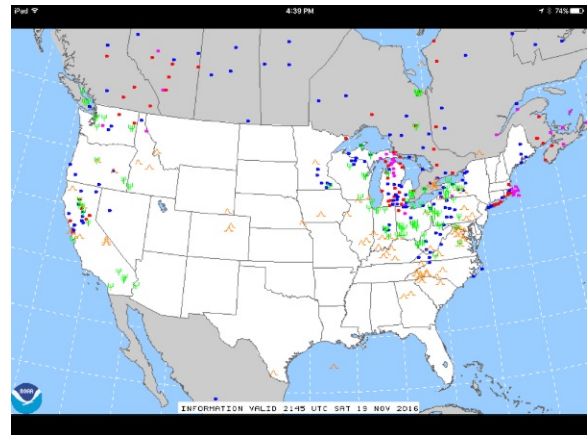 iPad 4:39 PM 74%
NOAA
INFORMATION VALID 2145 UTC SAT 19 NOV 2016